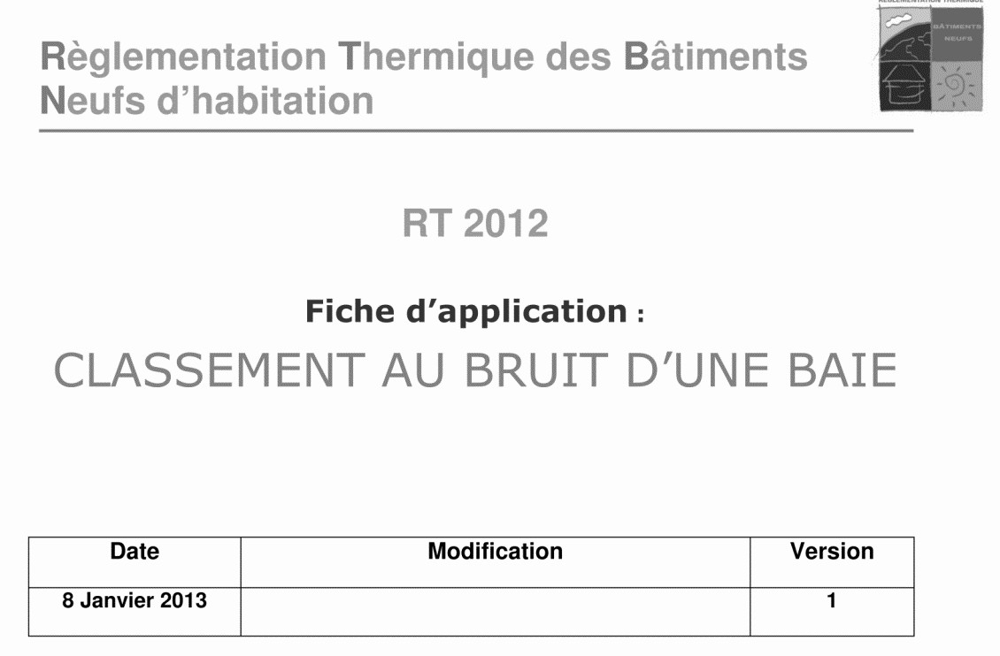 RÉGLEMENTATION THERMIQUE
BÂTIMENTS
NEUFS
Règlementation Thermique des Bâtiments
Neufs d’habitation
RT 2012
Fiche d’application :
CLASSEMENT AU BRUIT D’UNE BAIE
Date Modification Version
8 Janvier 2013 1